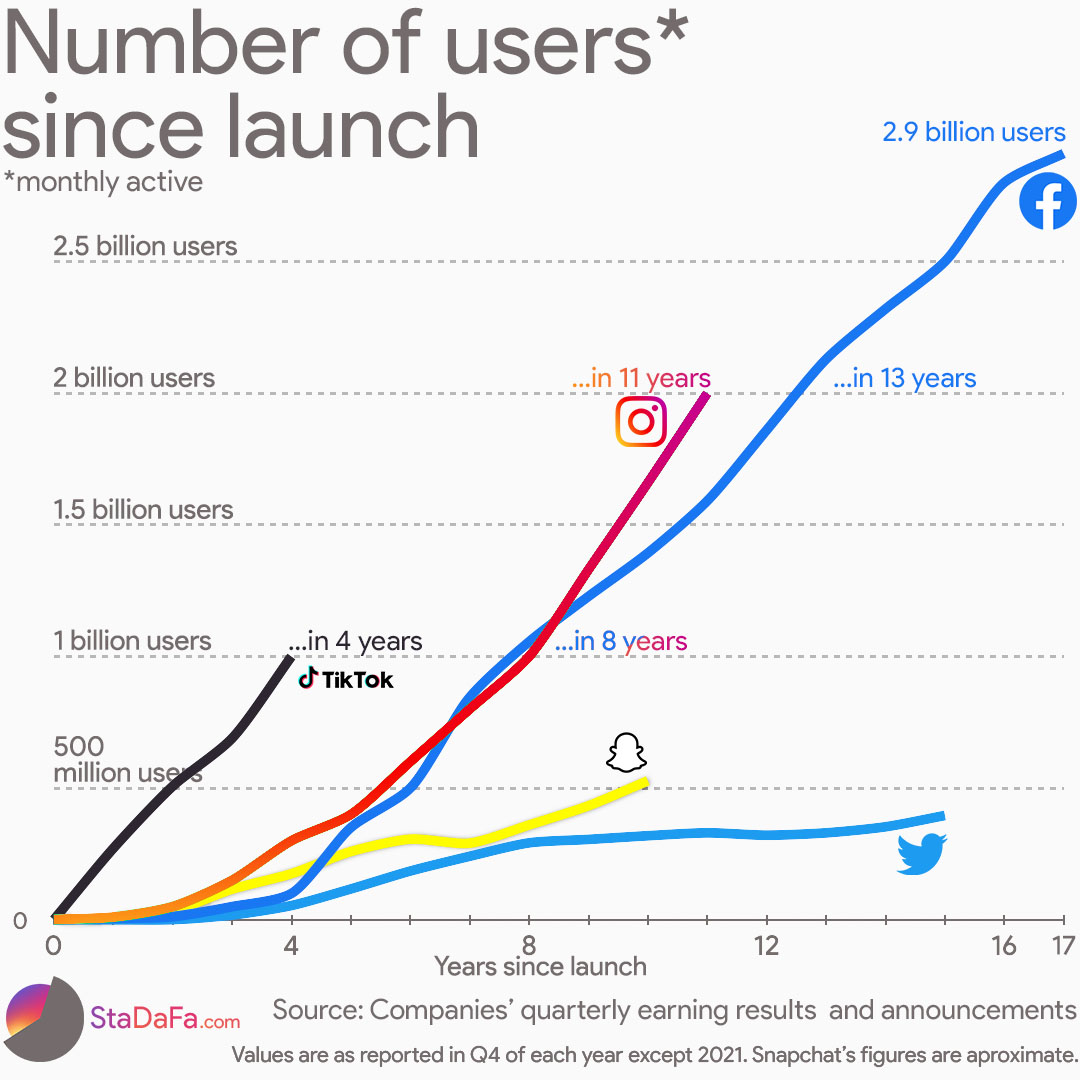 Number of users*
since launch
*monthly active
2.9 billion users
2.5 billion users
2 billion users
...in 11 years
...in 13 years
1.5 billion users
1 billion users
...in 4 years
...in 8 years
TikTok
500
million users
0
0 4 8 12 16 17
Years since launch
StaDaFa.com
Source: Companies’ quarterly earning results and announcements
Values are as reported in Q4 of each year except 2021. Snapchat’s figures are aproximate.